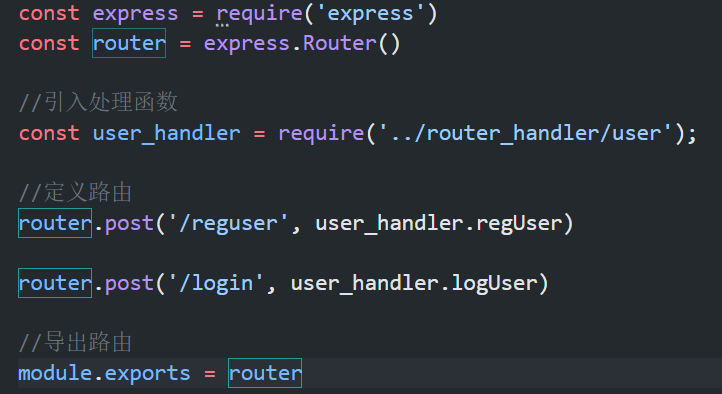 const express = require('express')
const router = express.Router()
//引入处理函数
const user_handler = require('../router_handler/user');
//定义路由
router.post('/reguser', user_handler.regUser)
router.post('/login', user_handler.logUser)
//导出路由
module.exports = router